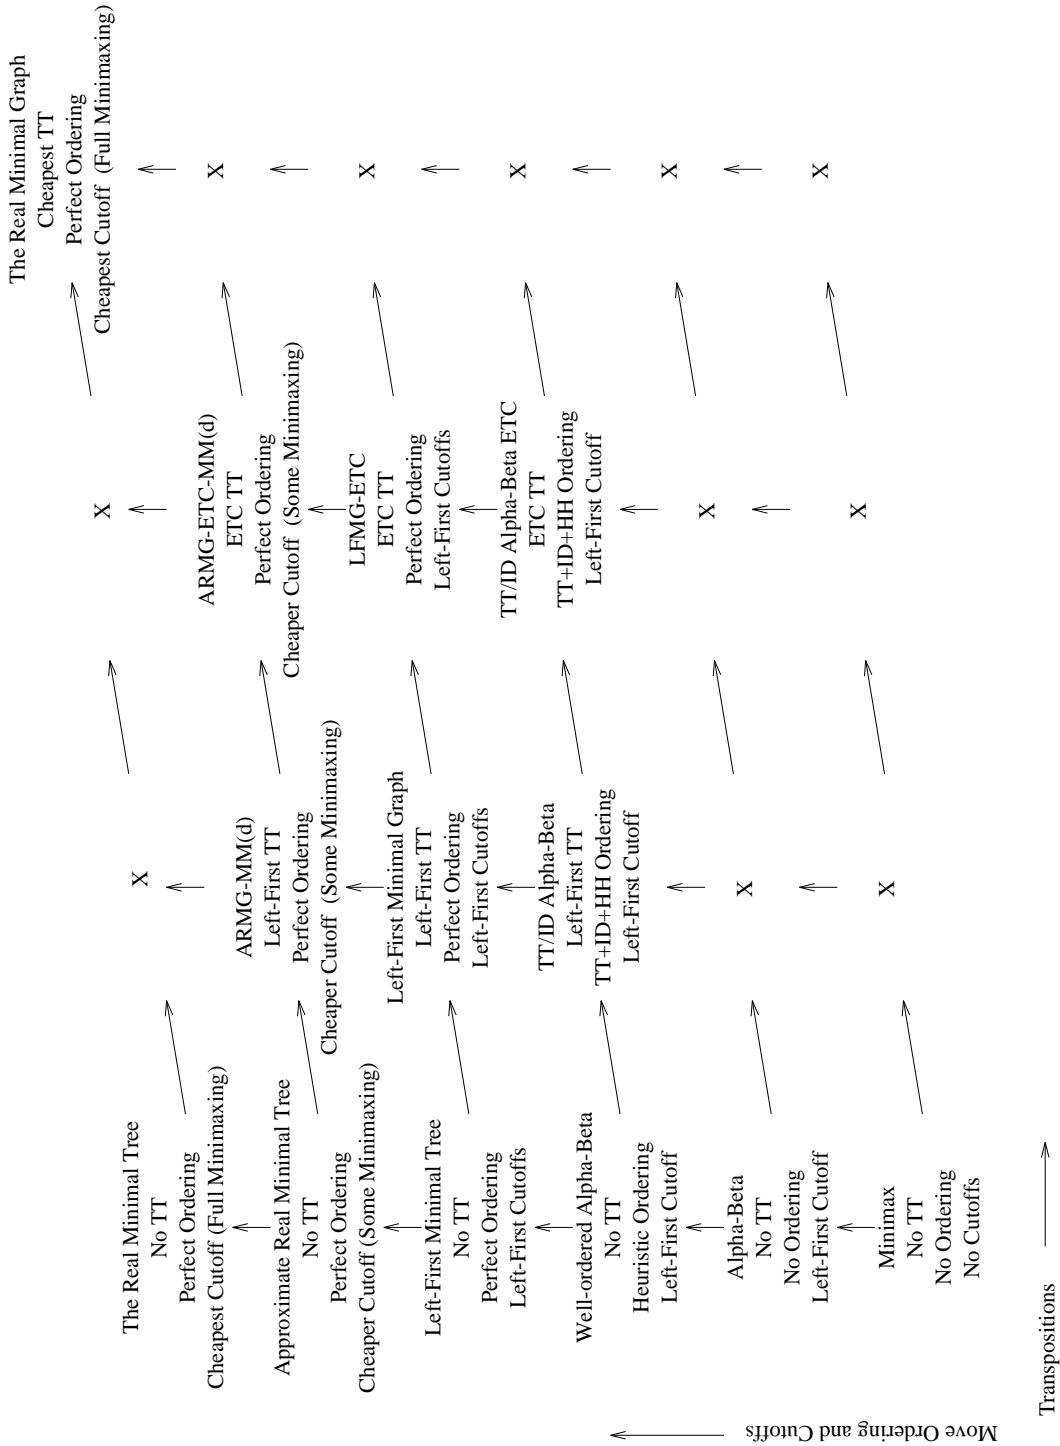 The Real Minimal Graph
Cheapest TT
Perfect Ordering
Cheapest Cutoff (Full Minimaxing)
X
X
X
X
X
X
ARMG-ETC-MM(d)
ETC TT
Perfect Ordering
Cheaper Cutoff (Some Minimaxing)
LFMG-ETC
ETC TT
Perfect Ordering
Left-First Cutoffs
TT/ID Alpha-Beta ETC
ETC TT
TT+ID+HH Ordering
Left-First Cutoff
X
X
X
ARMG-MM(d)
Left-First TT
Perfect Ordering
Cheaper Cutoff (Some Minimaxing)
Left-First Minimal Graph
Left-First TT
Perfect Ordering
Left-First Cutoffs
TT/ID Alpha-Beta
Left-First TT
TT+ID+HH Ordering
Left-First Cutoff
X
X
The Real Minimal Tree
No TT
Perfect Ordering
Cheapest Cutoff (Full Minimaxing)
Approximate Real Minimal Tree
No TT
Perfect Ordering
Cheaper Cutoff (Some Minimaxing)
Left-First Minimal Tree
No TT
Perfect Ordering
Left-First Cutoffs
Well-ordered Alpha-Beta
No TT
Heuristic Ordering
Left-First Cutoff
Alpha-Beta
No TT
No Ordering
Left-First Cutoff
Minimax
No TT
No Ordering
No Cutoffs
Move Ordering and Cutoffs
Transpositions